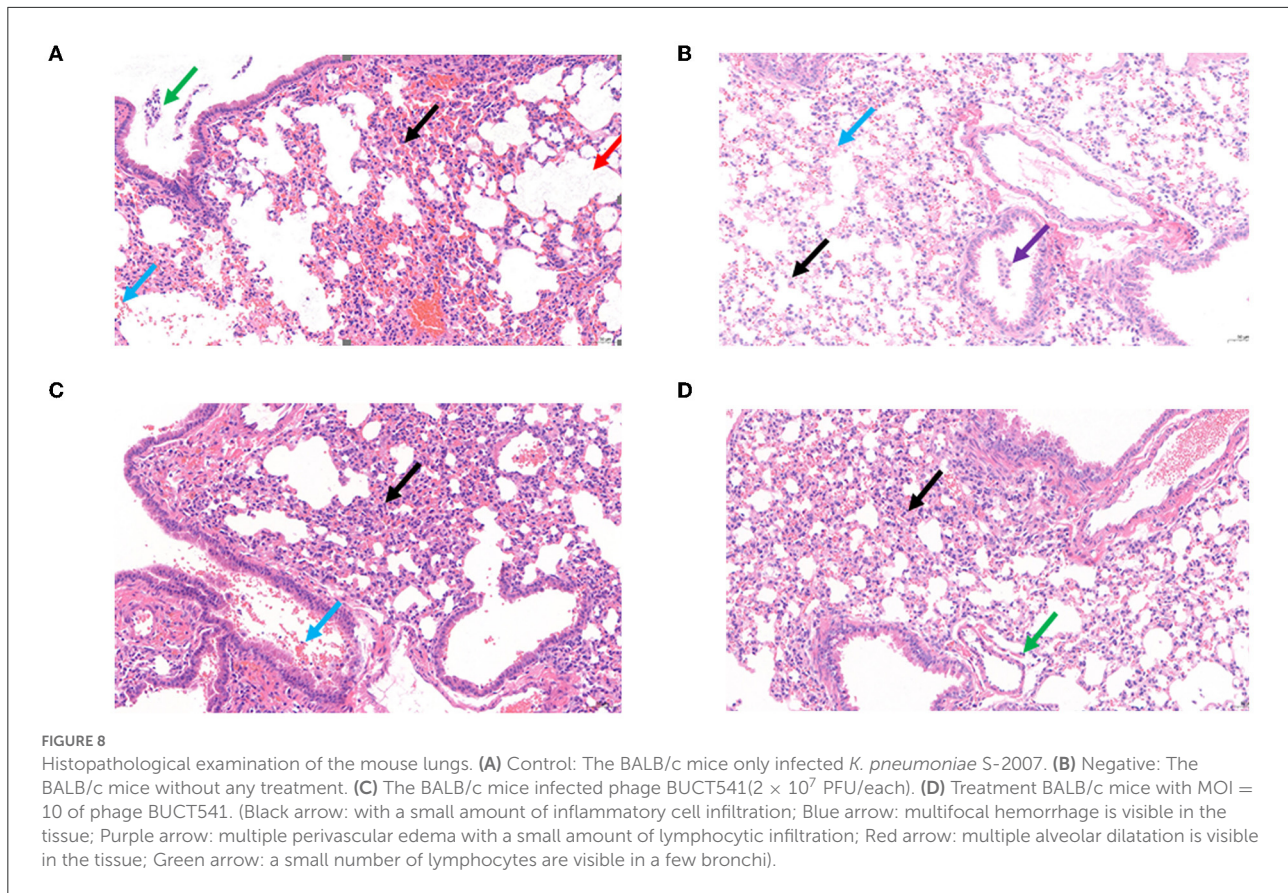 A
B
C
D
FIGURE 8
Histopathological examination of the mouse lungs. (A) Control: The BALB/c mice only infected K. pneumoniae S-2007. (B) Negative: The
BALB/c mice without any treatment. (C) The BALB/c mice infected phage BUCT541(2 × 10⁷ PFU/each). (D) Treatment BALB/c mice with MOI =
10 of phage BUCT541. (Black arrow: with a small amount of inflammatory cell infiltration; Blue arrow: multifocal hemorrhage is visible in the
tissue; Purple arrow: multiple perivascular edema with a small amount of lymphocytic infiltration; Red arrow: multiple alveolar dilatation is visible
in the tissue; Green arrow: a small number of lymphocytes are visible in a few bronchi).